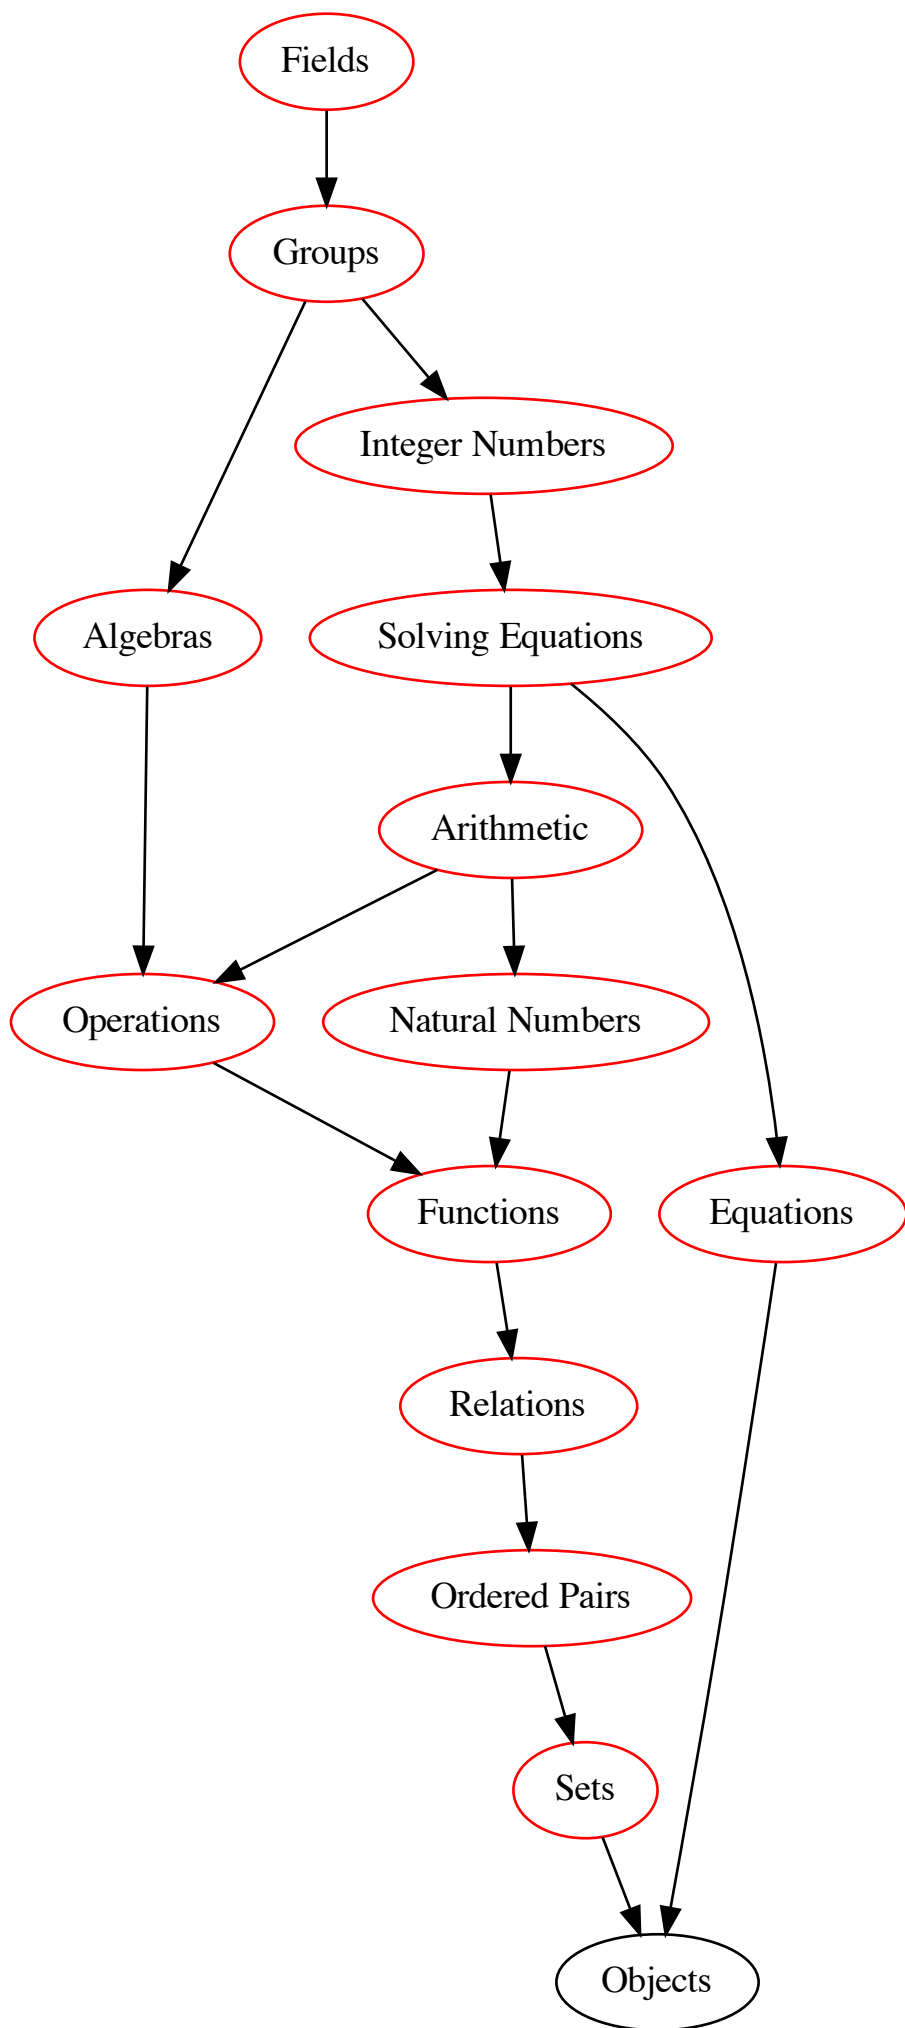 Fields
Groups
Integer Numbers
Algebras
Solving Equations
Arithmetic
Operations
Natural Numbers
Functions
Equations
Relations
Ordered Pairs
Sets
Objects